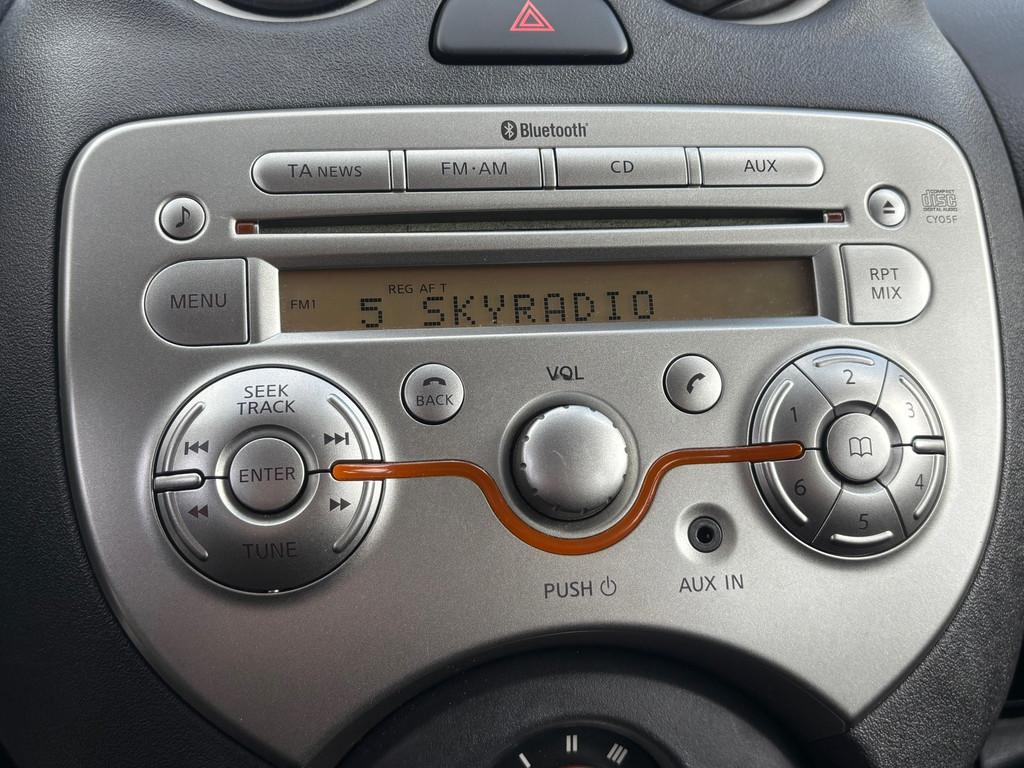 Bluetooth®
TA NEWS
FM·AM
CD
AUX
COMPACT
disc
DIGITAL AUDIO
CY05F
MENU
FM1
REG AF T
5 SKYRADIO
RPT
MIX
SEEK
TRACK
ENTER
TUNE
BACK
VOL
PUSH
AUX IN
1
2
3
4
5
6